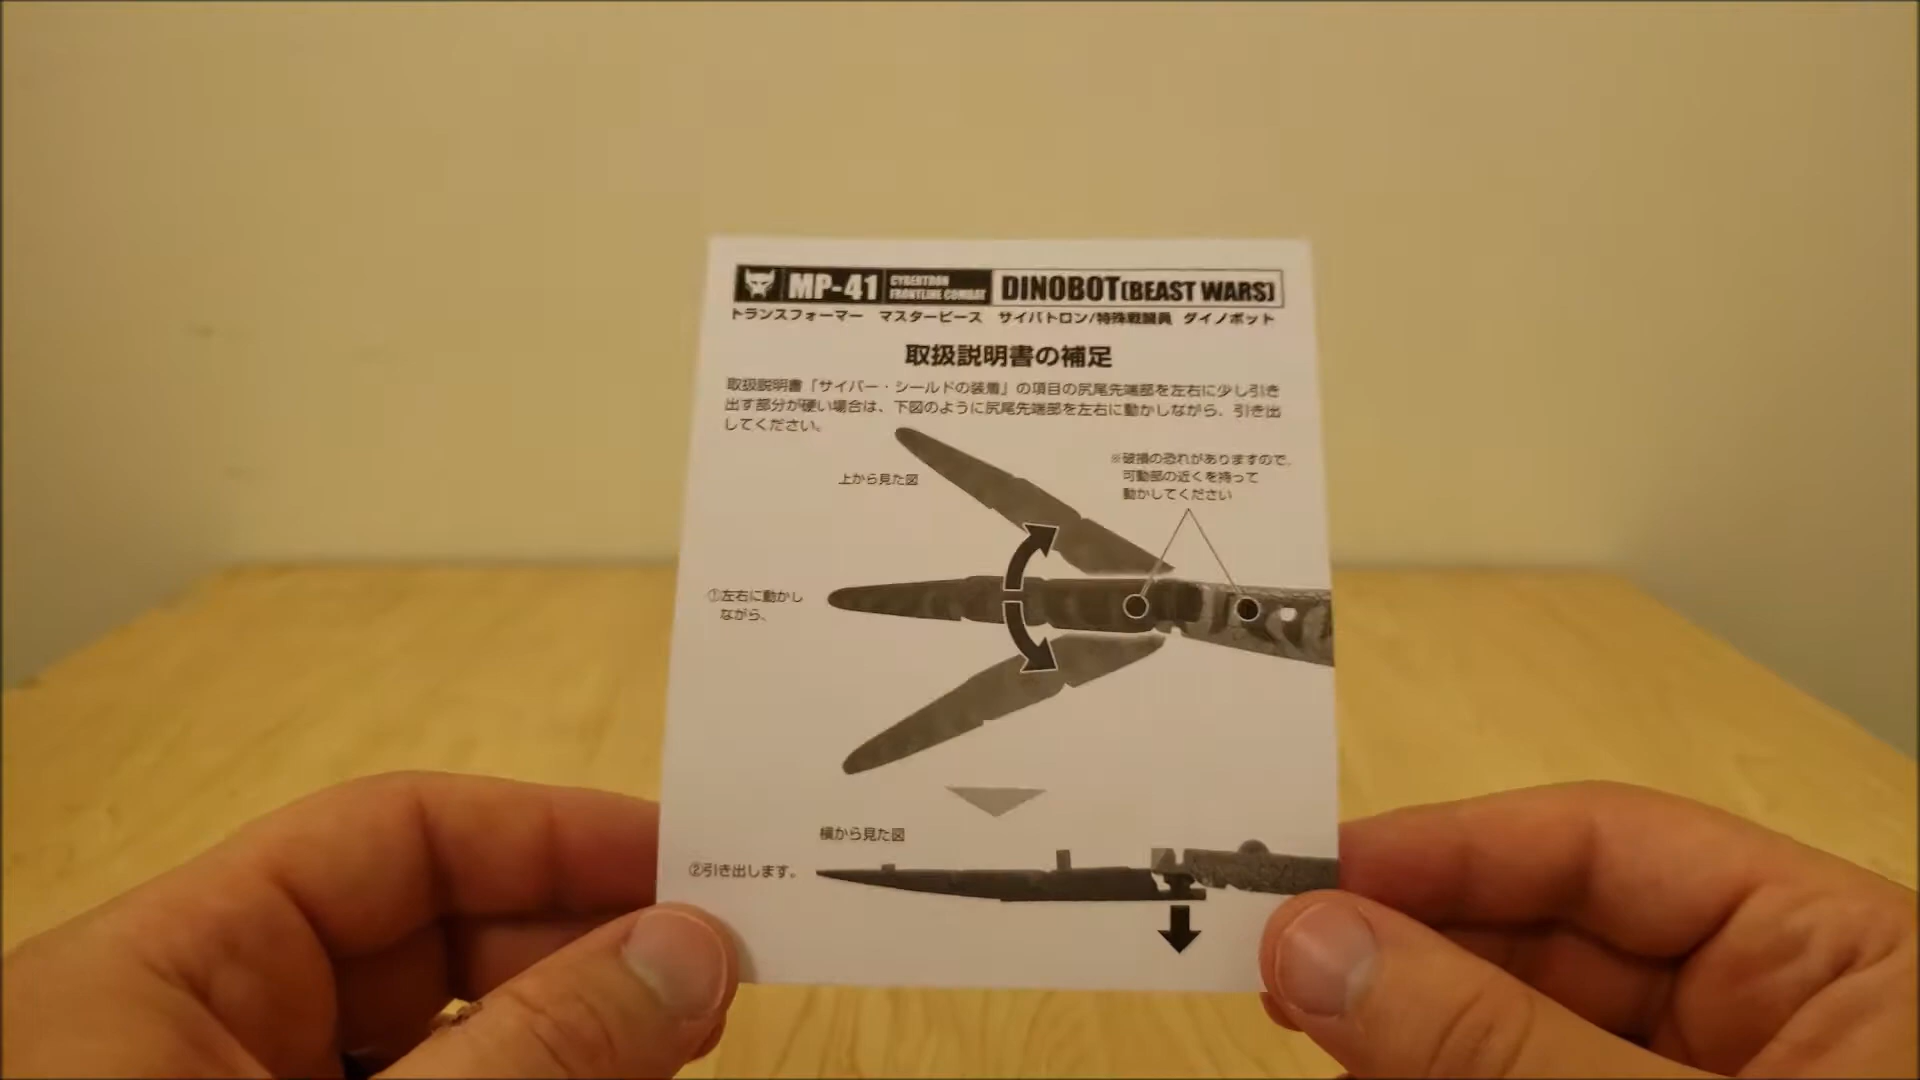 MP-41 CYBERTRON FRONTLINE COMBAT DINOBOT(BEAST WARS)
トランスフォーマー マスターピース サイバトロン/特殊戦闘員 ダイノボット
取扱説明書の補足
取扱説明書「サイバー・シールドの装着」の項目の尻尾先端部を左右に少し引き
出す部分が硬い場合は、下図のように尻尾先端部を左右に動かしながら、引き出
してください。
上から見た図
※破損の恐れがありますので、
可動部の近くを持って
動かしてください
①左右に動かし
ながら、
横から見た図
②引き出します。